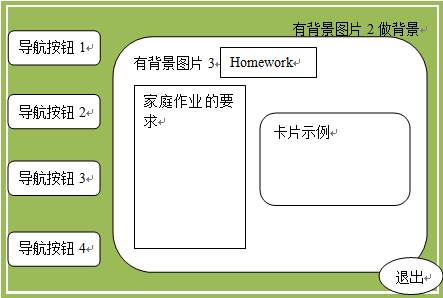 有背景图片 2 做背景
导航按钮 1
有背景图片 3
Homework
导航按钮 2
家庭作业的要
求
卡片示例
导航按钮 3
导航按钮 4
退出